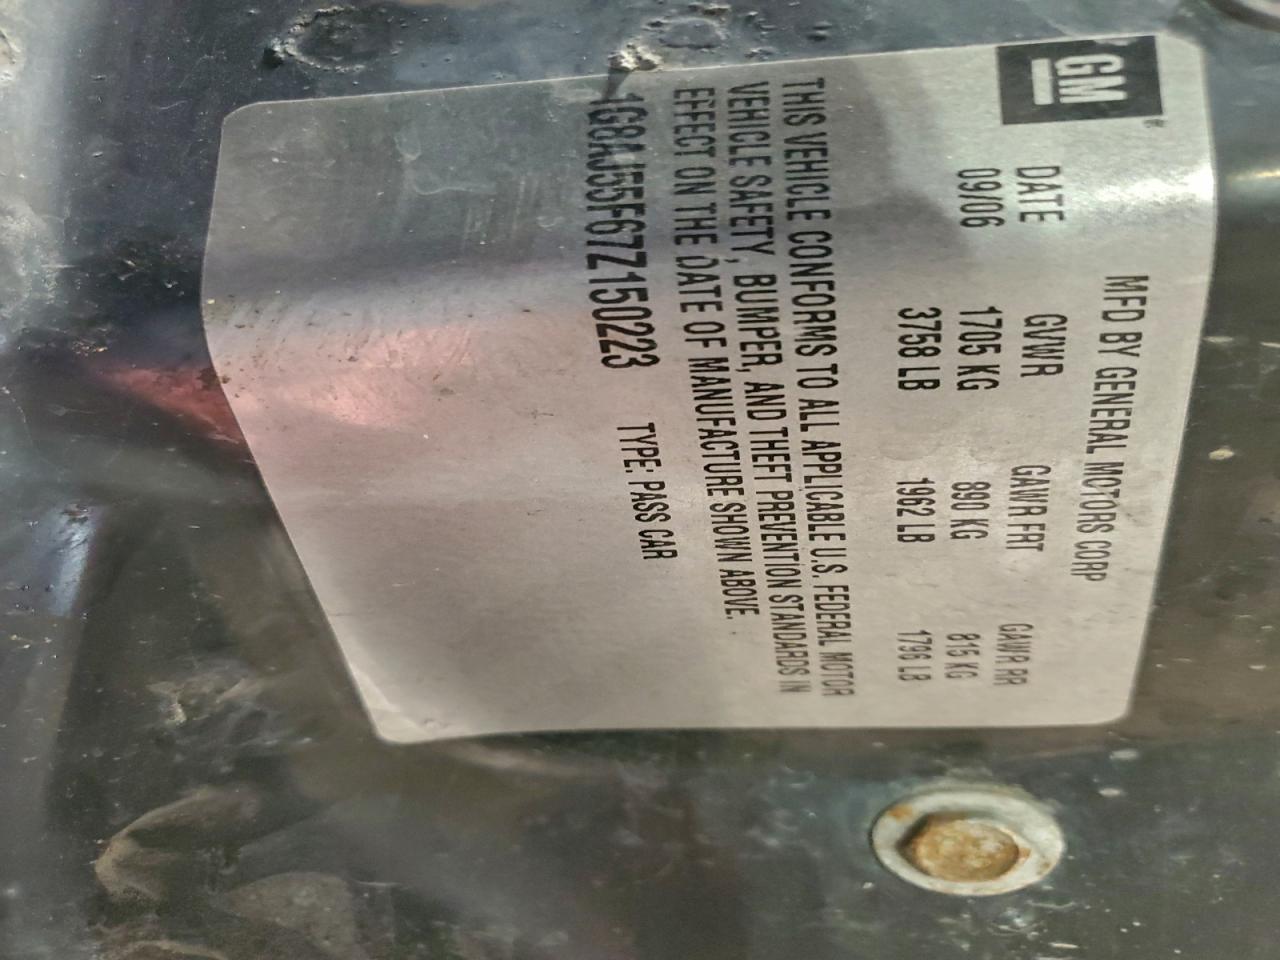 GM
MFD BY GENERAL MOTORS CORP
DATE GVWR GAWR FRT GAWR RR
09/06 1705 KG 890 KG 815 KG
3758 LB 1962 LB 1796 LB
THIS VEHICLE CONFORMS TO ALL APPLICABLE U.S. FEDERAL MOTOR
VEHICLE SAFETY, BUMPER, AND THEFT PREVENTION STANDARDS IN
EFFECT ON THE DATE OF MANUFACTURE SHOWN ABOVE.
1G8AJ55F67Z150223 TYPE: PASS CAR